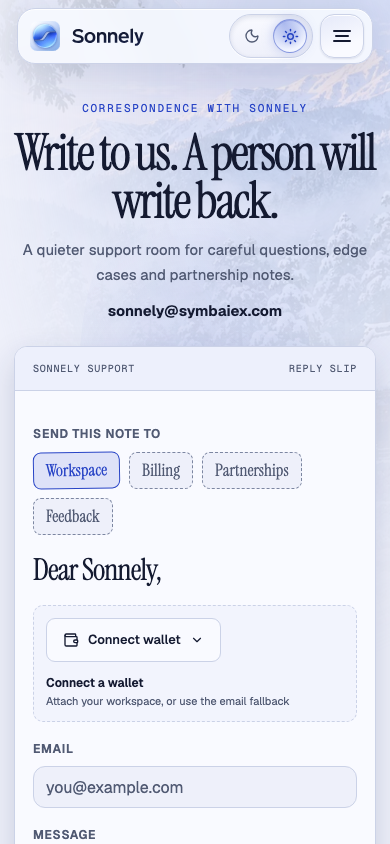 Sonnely
CORRESPONDENCE WITH SONNELY
Write to us. A person will
write back.
A quieter support room for careful questions, edge
cases and partnership notes.
sonnely@symbaiex.com
SONNELY SUPPORT
REPLY SLIP
SEND THIS NOTE TO
Workspace
Billing
Partnerships
Feedback
Dear Sonnely,
Connect wallet
Connect a wallet
Attach your workspace, or use the email fallback
EMAIL
you@example.com
MESSAGE